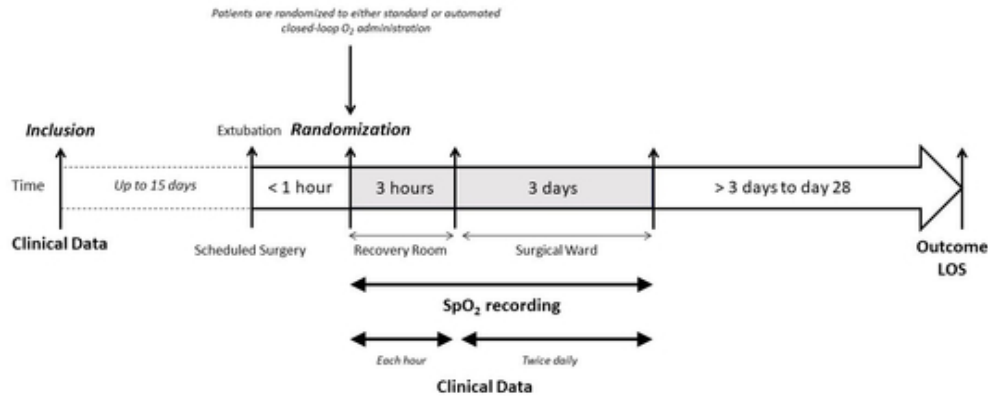 Patients are randomized to either standard or automated
closed-loop O₂ administration
Inclusion
Extubation
Randomization
Time
Up to 15 days
< 1 hour
3 hours
3 days
> 3 days to day 28
Clinical Data
Scheduled Surgery
Recovery Room
Surgical Ward
Outcome
LOS
SpO₂ recording
Each hour
Twice daily
Clinical Data